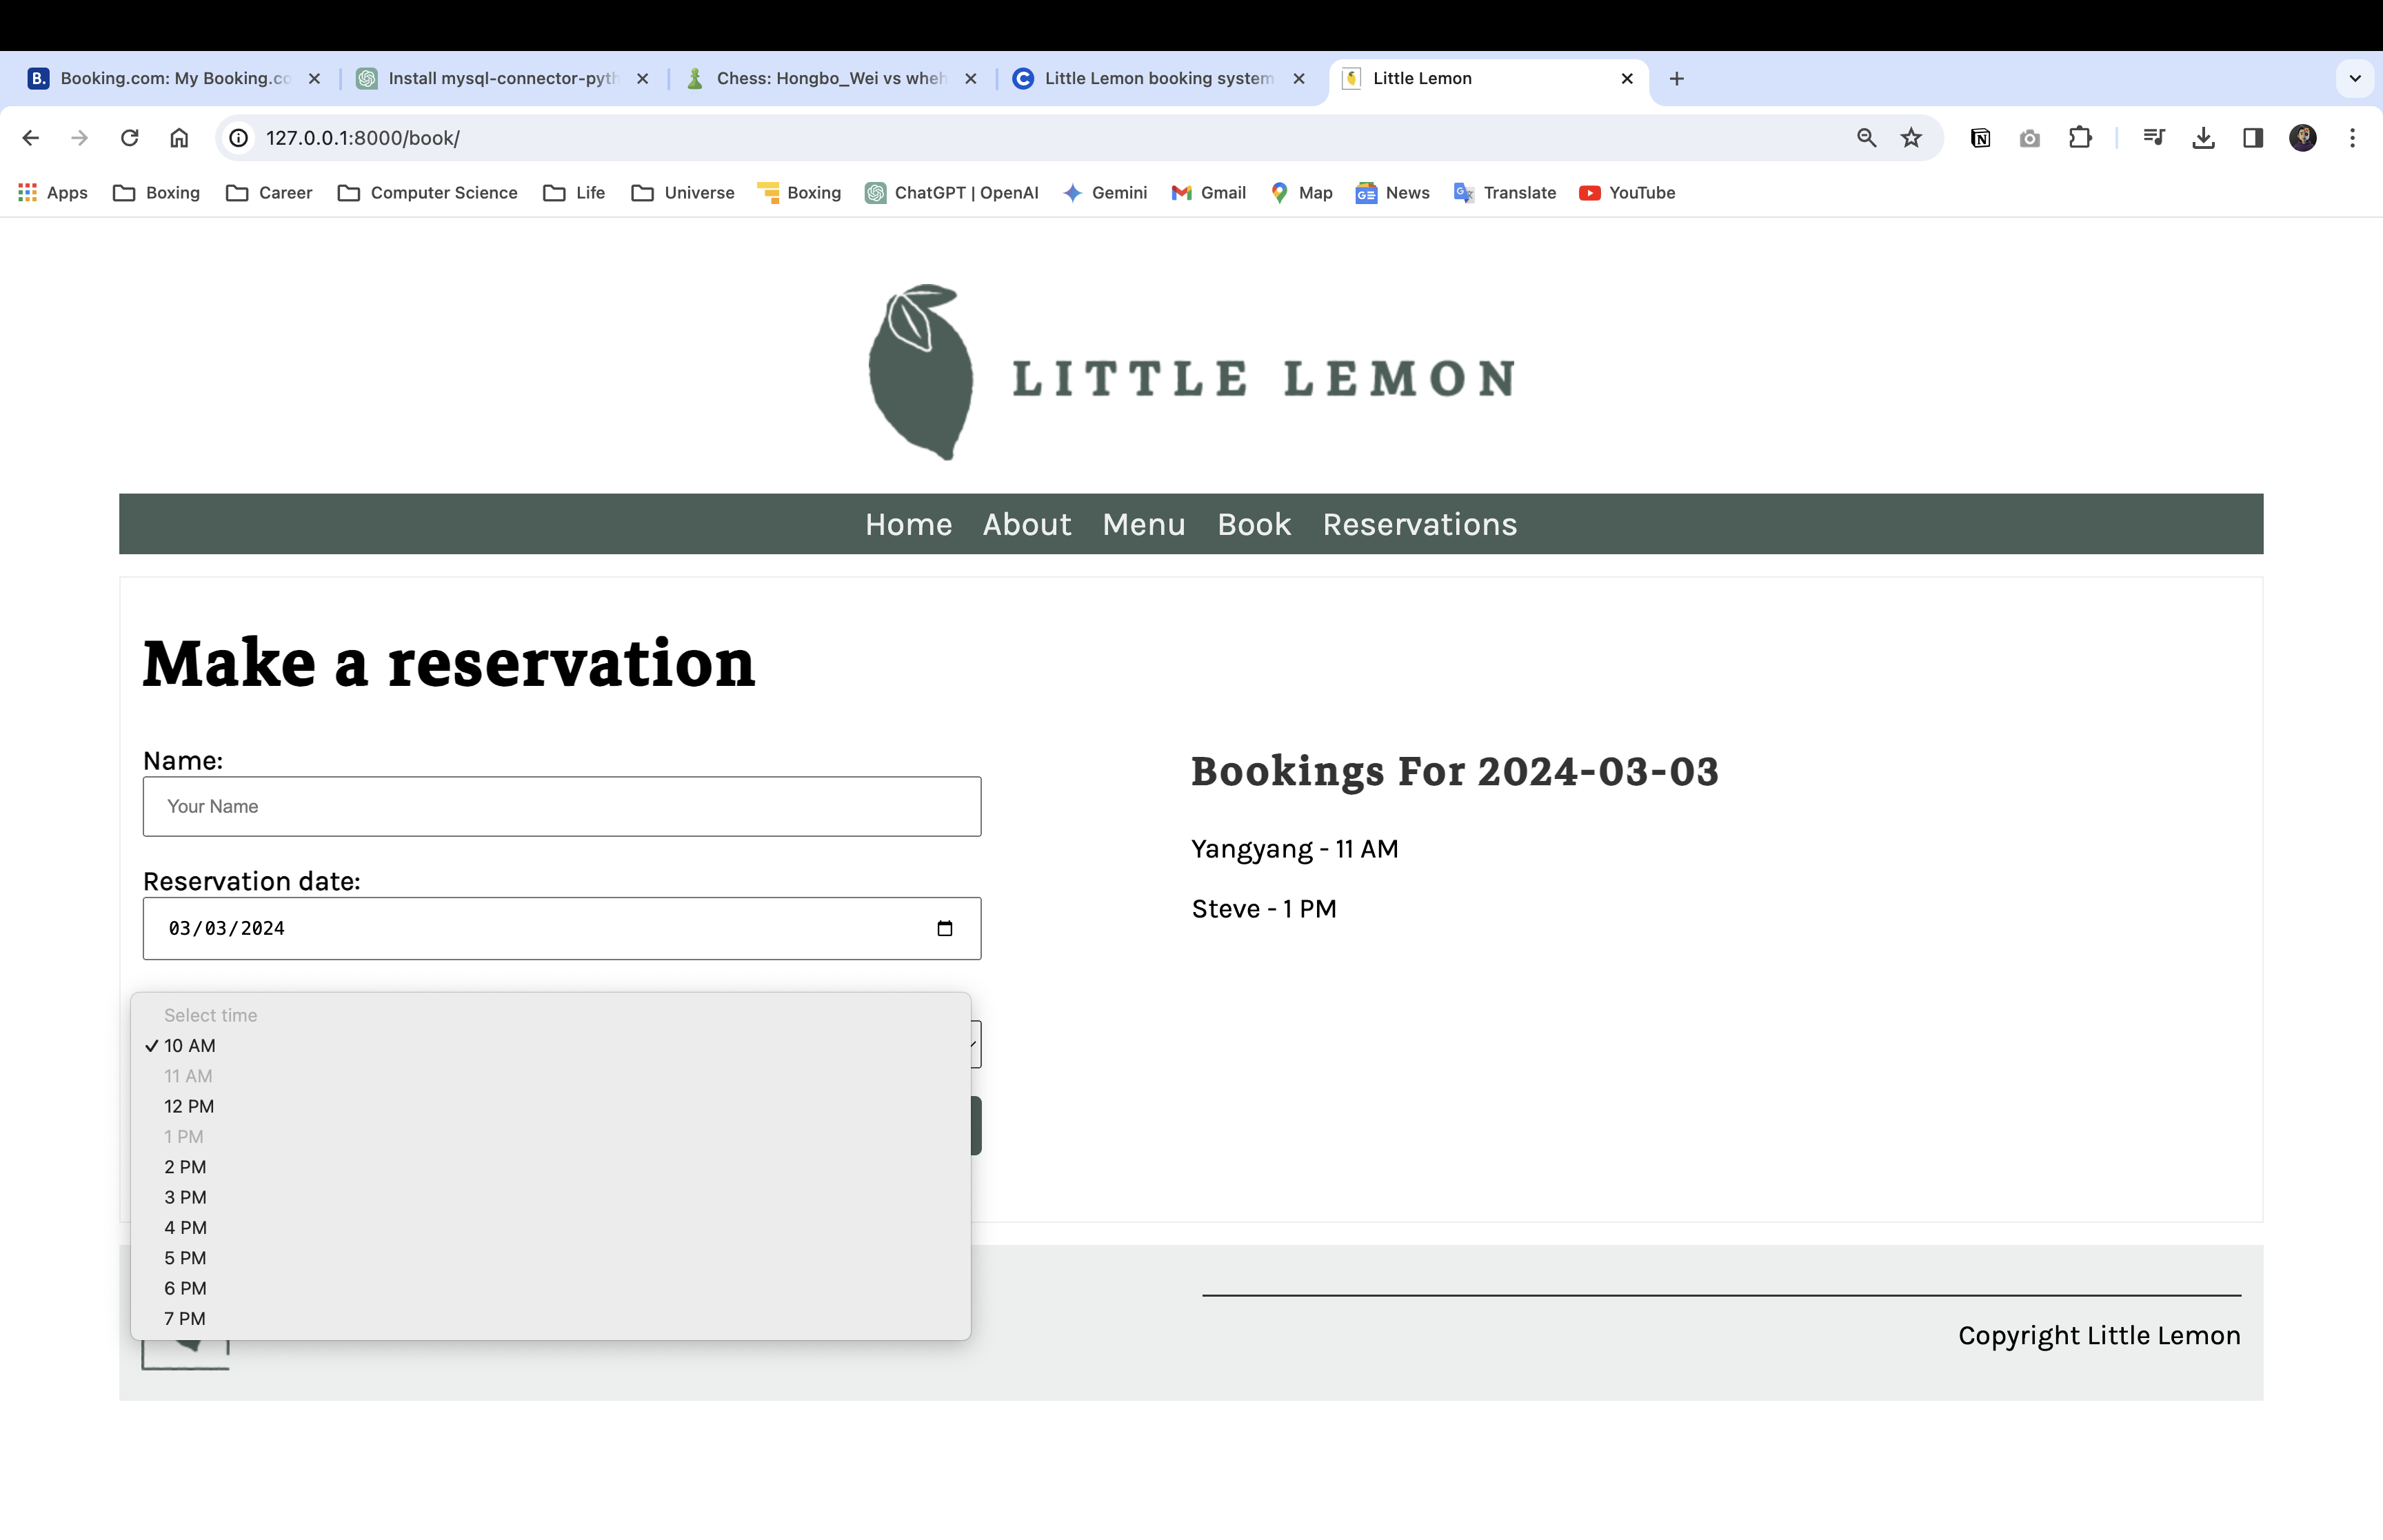 B. Booking.com: My Booking.co
Install mysql-connector-pyth
Chess: Hongbo_Wei vs wheh
Little Lemon booking system
Little Lemon
127.0.0.1:8000/book/
Apps Boxing Career Computer Science Life Universe Boxing ChatGPT | OpenAI Gemini Gmail Map News Translate YouTube
LITTLE LEMON
Home About Menu Book Reservations
Make a reservation
Name:
Your Name
Reservation date:
03/03/2024
Select time
10 AM
11 AM
12 PM
1 PM
2 PM
3 PM
4 PM
5 PM
6 PM
7 PM
Bookings For 2024-03-03
Yangyang - 11 AM
Steve - 1 PM
Copyright Little Lemon